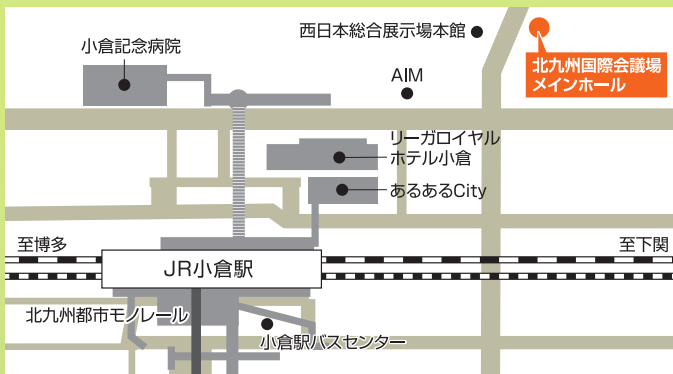 西日本総合展示場本館
小倉記念病院
北九州国際会議場
メインホール
AIM
リーガロイヤル
ホテル小倉
あるあるCity
至博多
至下関
JR小倉駅
北九州都市モノレール
小倉駅バスセンター